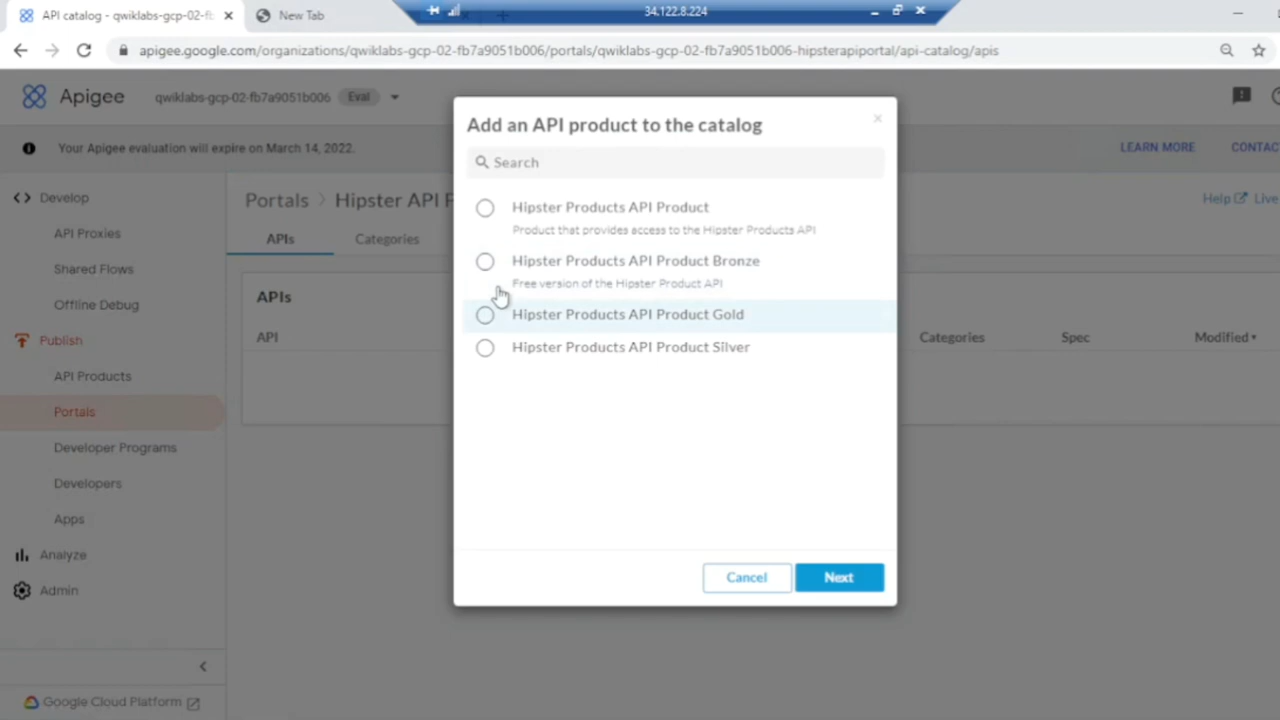 API catalog - qwiklabs-gcp-02-fb
New Tab
34.122.8.224
apigee.google.com/organizations/qwiklabs-gcp-02-fb7a9051b006/portals/qwiklabs-gcp-02-fb7a9051b006-hipsterapiportal/api-catalog/apis
Apigee
qwiklabs-gcp-02-fb7a9051b006
Eval
Your Apigee evaluation will expire on March 14, 2022.
LEARN MORE
CONTAC
Develop
API Proxies
Shared Flows
Offline Debug
Publish
API Products
Portals
Developer Programs
Developers
Apps
Analyze
Admin
Google Cloud Platform
Portals > Hipster API P
Help
Live
APIs
Categories
APIs
API
Categories
Spec
Modified
Add an API product to the catalog
Search
Hipster Products API Product
Product that provides access to the Hipster Products API
Hipster Products API Product Bronze
Free version of the Hipster Product API
Hipster Products API Product Gold
Hipster Products API Product Silver
Cancel
Next